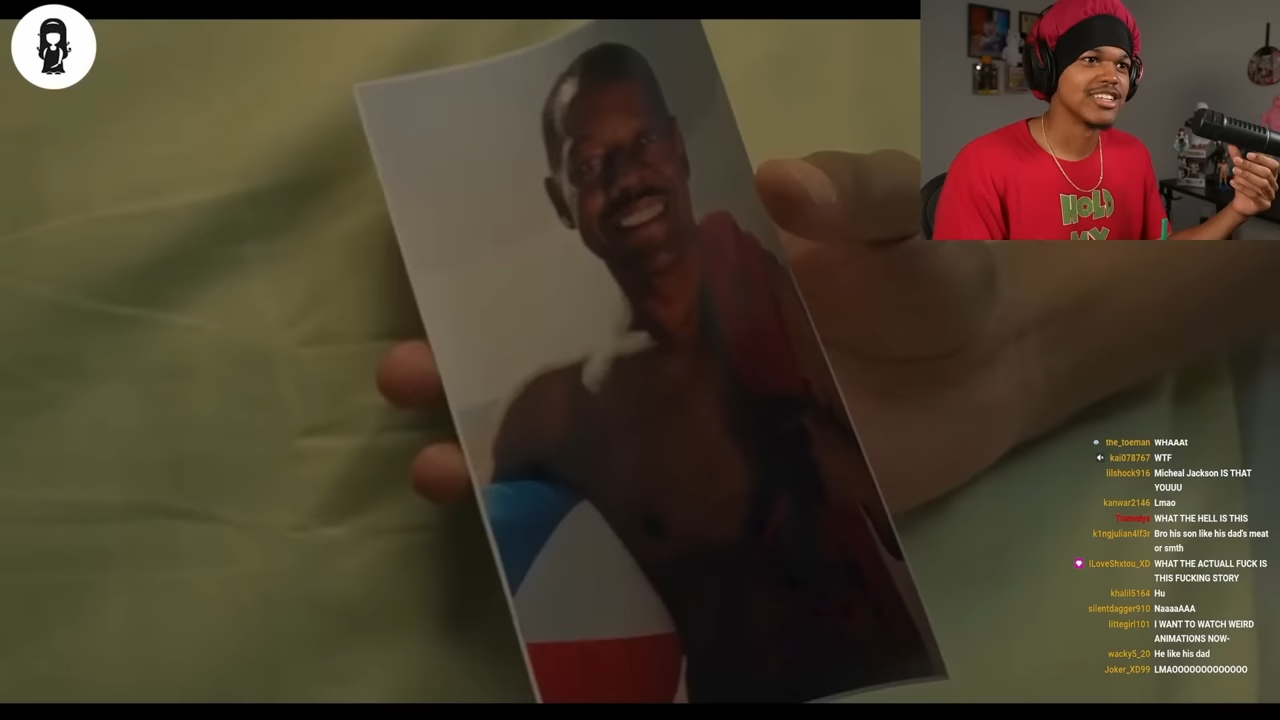 HOLD
MY
the_toeman WHAAAt
kai078767 WTF
lilshock916 Micheal Jackson IS THAT
YOUUU
kanwar2146 Lmao
WHAT THE HELL IS THIS
k1ngjulian4lf3r Bro his son like his dad's meat
or smth
ILoveShxtou_XD WHAT THE ACTUALL FUCK IS
THIS FUCKING STORY
khalil5164 Hu
silentdagger910 NaaaaAAA
littegirl101 I WANT TO WATCH WEIRD
ANIMATIONS NOW-
wacky5_20 He like his dad
Joker_XD99 LMAOOOOOOOOOOOOO